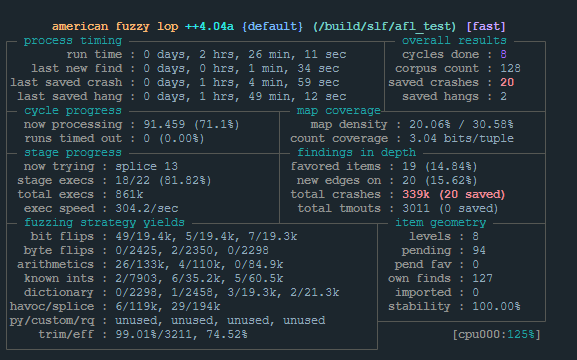 american fuzzy lop ++4.04a {default} (/build/slf/afl_test) [fast]
process timing overall results
run time : 0 days, 2 hrs, 26 min, 11 sec cycles done : 8
last new find : 0 days, 0 hrs, 1 min, 34 sec corpus count : 128
last saved crash : 0 days, 1 hrs, 4 min, 59 sec saved crashes : 20
last saved hang : 0 days, 1 hrs, 49 min, 12 sec saved hangs : 2
cycle progress map coverage
now processing : 91.459 (71.1%) map density : 20.06% / 30.58%
runs timed out : 0 (0.00%) count coverage : 3.04 bits/tuple
stage progress findings in depth
now trying : splice 13 favored items : 19 (14.84%)
stage execs : 18/22 (81.82%) new edges on : 20 (15.62%)
total execs : 861k total crashes : 339k (20 saved)
exec speed : 304.2/sec total tmouts : 3011 (0 saved)
fuzzing strategy yields item geometry
bit flips : 49/19.4k, 5/19.4k, 7/19.3k levels : 8
byte flips : 0/2425, 2/2350, 0/2298 pending : 94
arithmetics : 26/133k, 4/110k, 0/84.9k pend fav : 0
known ints : 2/7903, 6/35.2k, 5/60.5k own finds : 127
dictionary : 0/2298, 1/2458, 3/19.3k, 2/21.3k imported : 0
havoc/splice : 6/119k, 29/194k stability : 100.00%
py/custom/rq : unused, unused, unused, unused
trim/eff : 99.01%/3211, 74.52% [cpu000:125%]